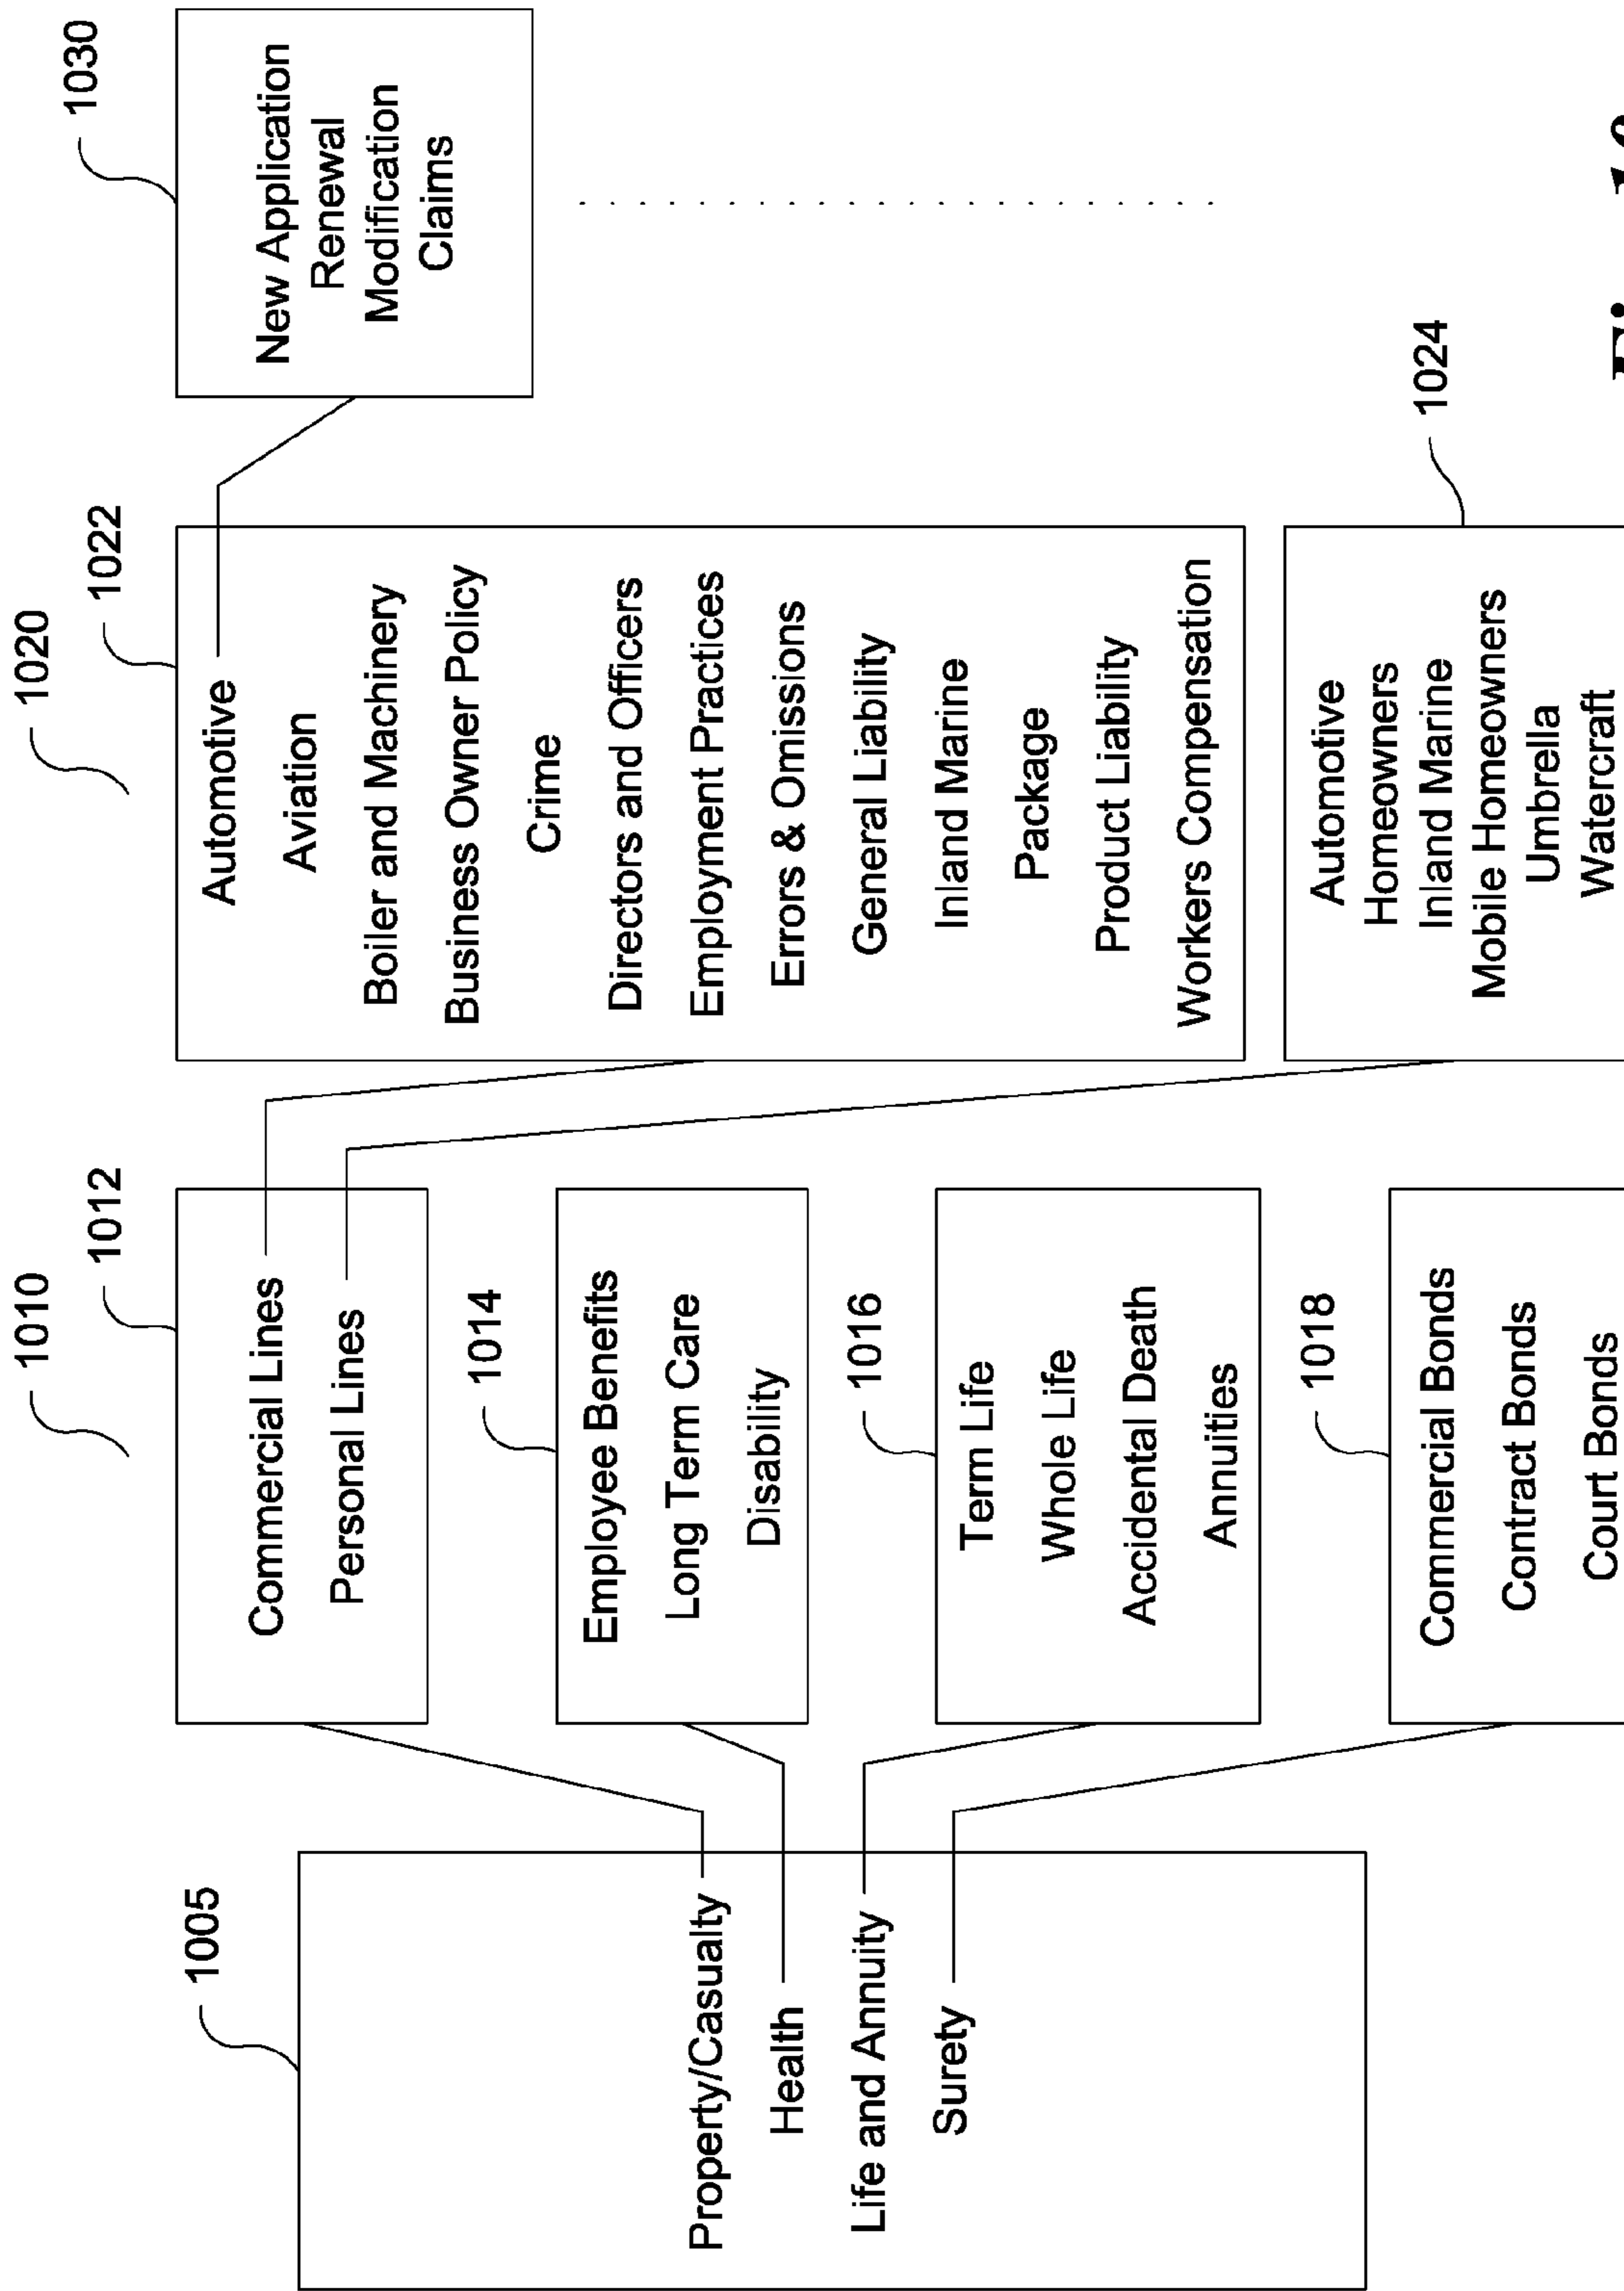 1005
Property/Casualty
Health
Life and Annuity
Surety
1010
1012
Commercial Lines
Personal Lines
1014
Employee Benefits
Long Term Care
Disability
1016
Term Life
Whole Life
Accidental Death
Annuities
1018
Commercial Bonds
Contract Bonds
Court Bonds
1020
1022
Automotive
Aviation
Boiler and Machinery
Business Owner Policy
Crime
Directors and Officers
Employment Practices
Errors & Omissions
General Liability
Inland Marine
Package
Product Liability
Workers Compensation
1024
Automotive
Homeowners
Inland Marine
Mobile Homeowners
Umbrella
Watercraft
1030
New Application
Renewal
Modification
Claims